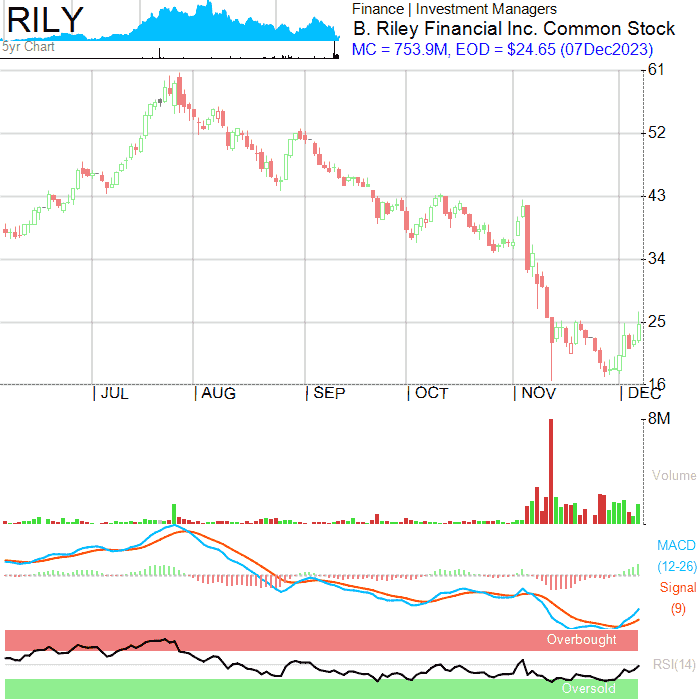 RILY
5yr Chart
Finance | Investment Managers
B. Riley Financial Inc. Common Stock
MC = 753.9M, EOD = $24.65 (07Dec2023)
61
52
43
34
25
16
JUL
AUG
SEP
OCT
NOV
DEC
8M
Volume
MACD
(12-26)
Signal
(9)
Overbought
RSI(14)
Oversold